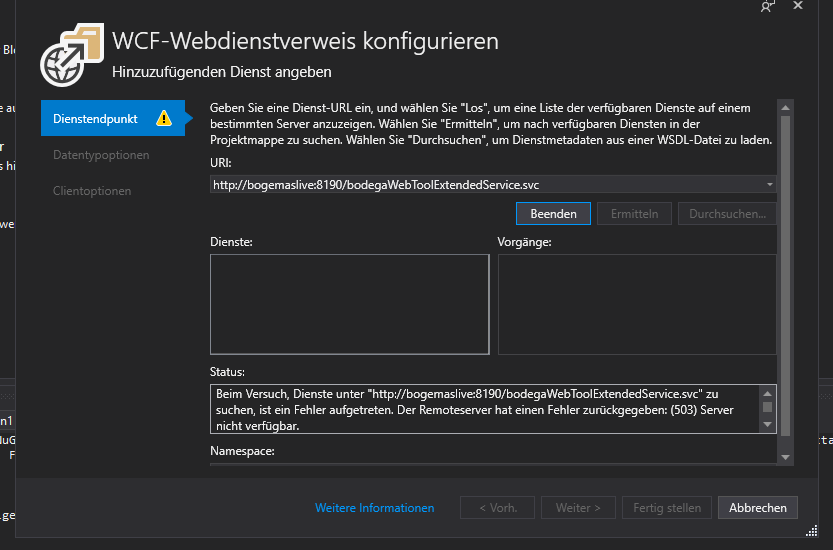 WCF-Webdienstverweis konfigurieren
Hinzuzufügenden Dienst angeben
Dienstendpunkt
Datentypoptionen
Clientoptionen
Geben Sie eine Dienst-URL ein, und wählen Sie "Los", um eine Liste der verfügbaren Dienste auf einem
bestimmten Server anzuzeigen. Wählen Sie "Ermitteln", um nach verfügbaren Diensten in der
Projektmappe zu suchen. Wählen Sie "Durchsuchen", um Dienstmetadaten aus einer WSDL-Datei zu laden.
URI:
http://bogemaslive:8190/bodegaWebToolExtendedService.svc
Beenden
Ermitteln
Durchsuchen...
Dienste:
Vorgänge:
Status:
Beim Versuch, Dienste unter "http://bogemaslive:8190/bodegaWebToolExtendedService.svc" zu
suchen, ist ein Fehler aufgetreten. Der Remoteserver hat einen Fehler zurückgegeben: (503) Server
nicht verfügbar.
Namespace:
Weitere Informationen
< Vorh.
Weiter >
Fertig stellen
Abbrechen